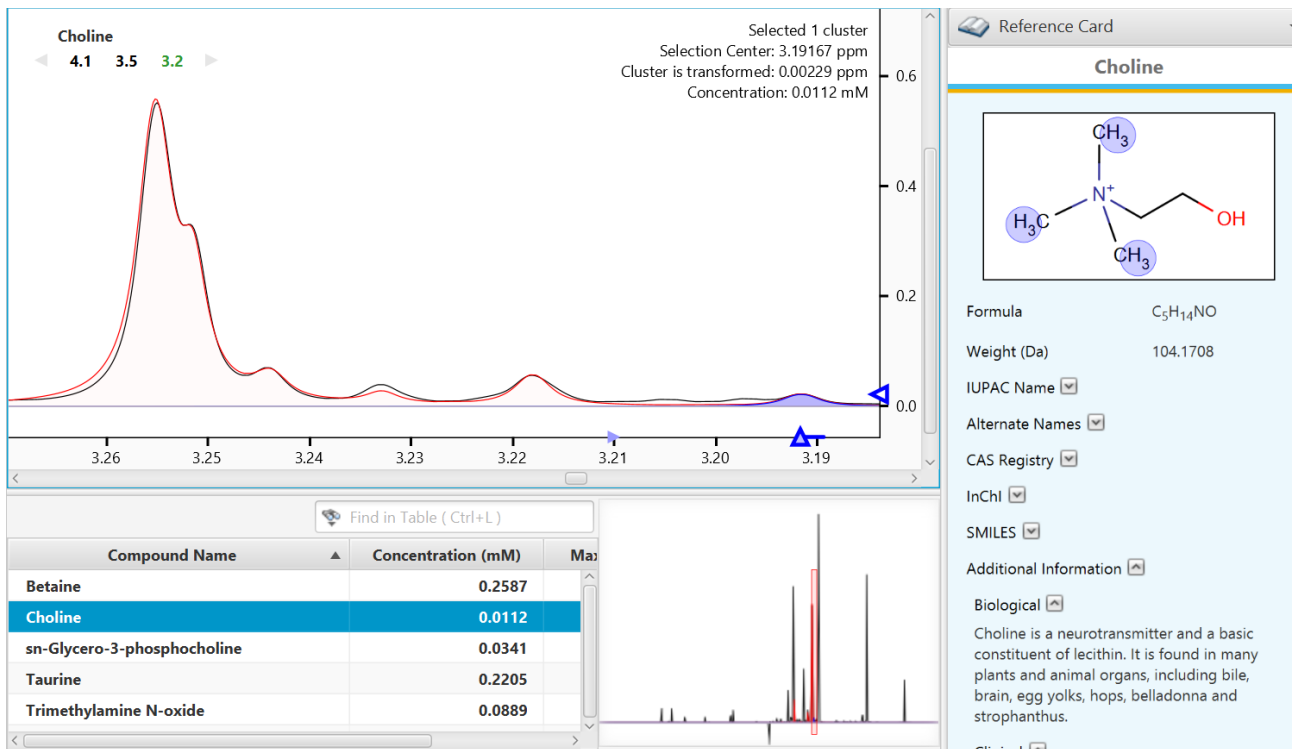 Choline
4.1 3.5 3.2
Selected 1 cluster
Selection Center: 3.19167 ppm
Cluster is transformed: 0.00229 ppm
Concentration: 0.0112 mM
0.6
0.4
0.2
0.0
3.26 3.25 3.24 3.23 3.22 3.21 3.20 3.19
Find in Table ( Ctrl+L )
Compound Name Concentration (mM) Max
Betaine 0.2587
Choline 0.0112
sn-Glycero-3-phosphocholine 0.0341
Taurine 0.2205
Trimethylamine N-oxide 0.0889
Reference Card
Choline
CH₃
N⁺
H₃C
OH
CH₃
Formula C₅H₁₄NO
Weight (Da) 104.1708
IUPAC Name
Alternate Names
CAS Registry
InChI
SMILES
Additional Information
Biological
Choline is a neurotransmitter and a basic
constituent of lecithin. It is found in many
plants and animal organs, including bile,
brain, egg yolks, hops, belladonna and
strophanthus.
Clinical